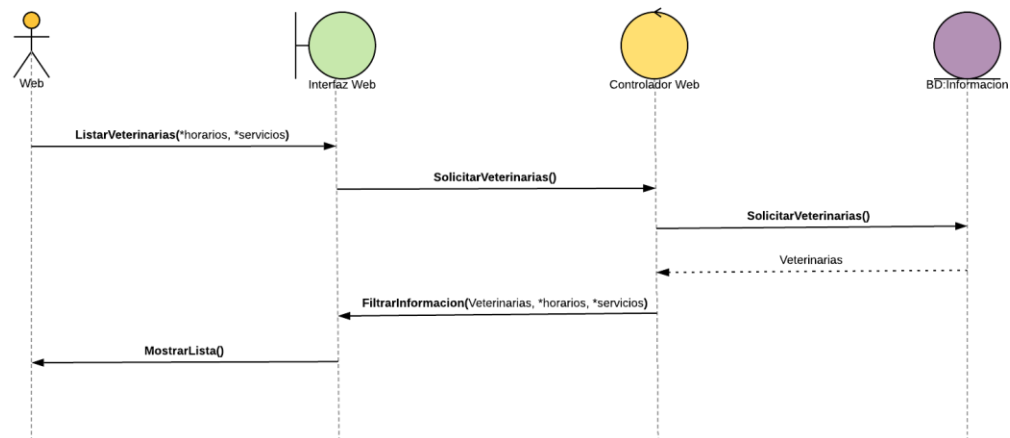 Web
Interfaz Web
Controlador Web
BD:Informacion
ListarVeterinarias(*horarios, *servicios)
SolicitarVeterinarias()
SolicitarVeterinarias()
Veterinarias
FiltrarInformacion(Veterinarias, *horarios, *servicios)
MostrarLista()